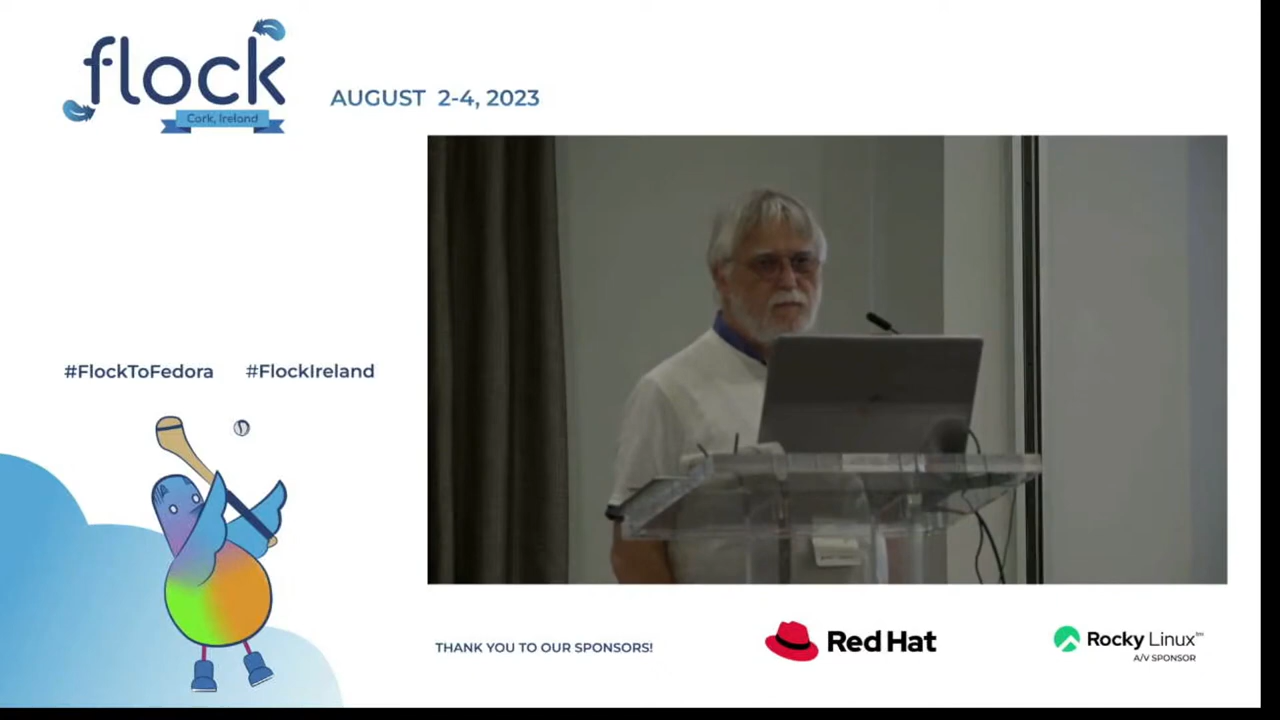 flock
Cork, Ireland
AUGUST 2-4, 2023
#FlockToFedora #FlockIreland
THANK YOU TO OUR SPONSORS!
Red Hat
Rocky Linux™
A/V SPONSOR